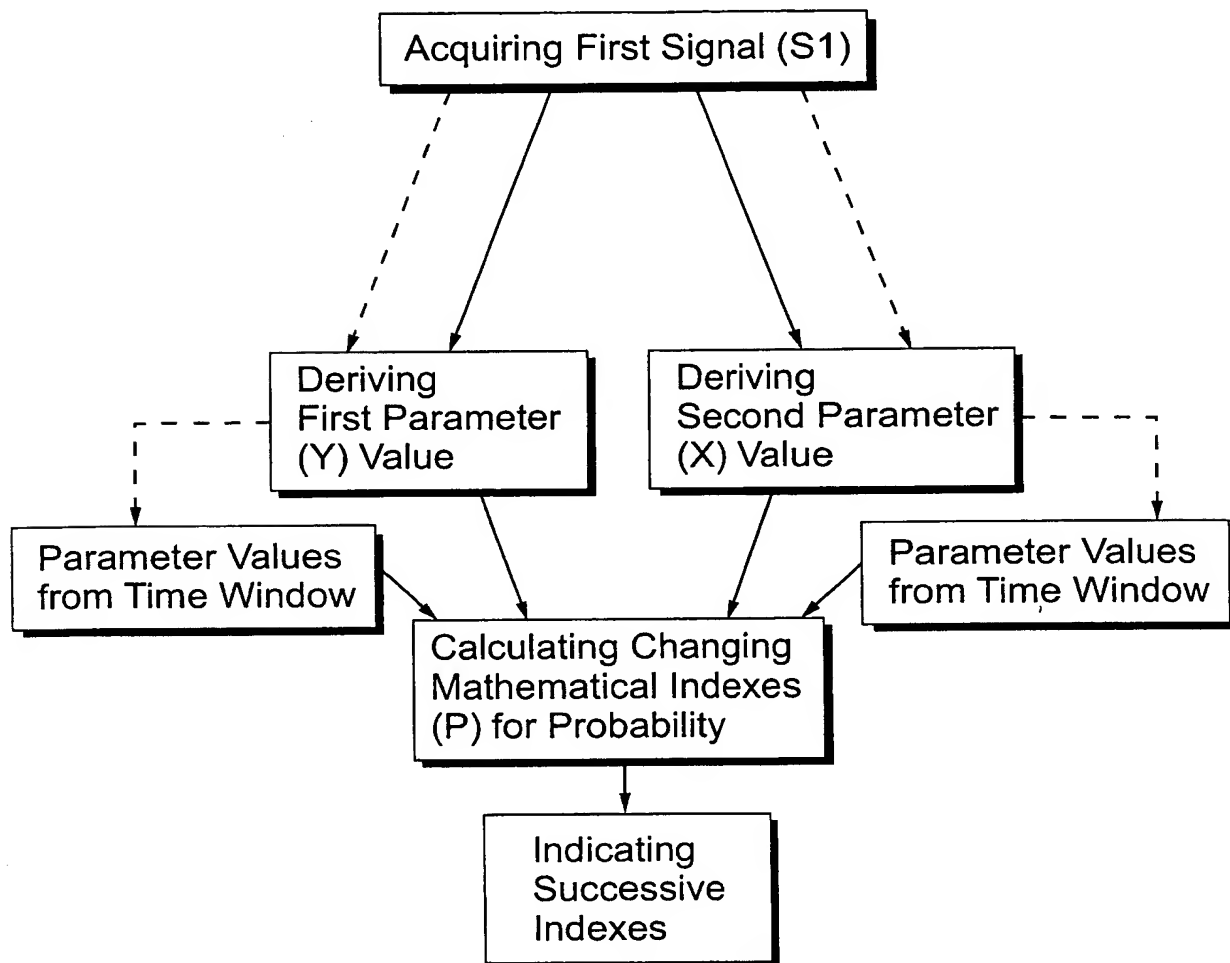 Acquiring First Signal (S1)
Deriving
First Parameter
(Y) Value
Deriving
Second Parameter
(X) Value
Parameter Values
from Time Window
Parameter Values
from Time Window
Calculating Changing
Mathematical Indexes
(P) for Probability
Indicating
Successive
Indexes